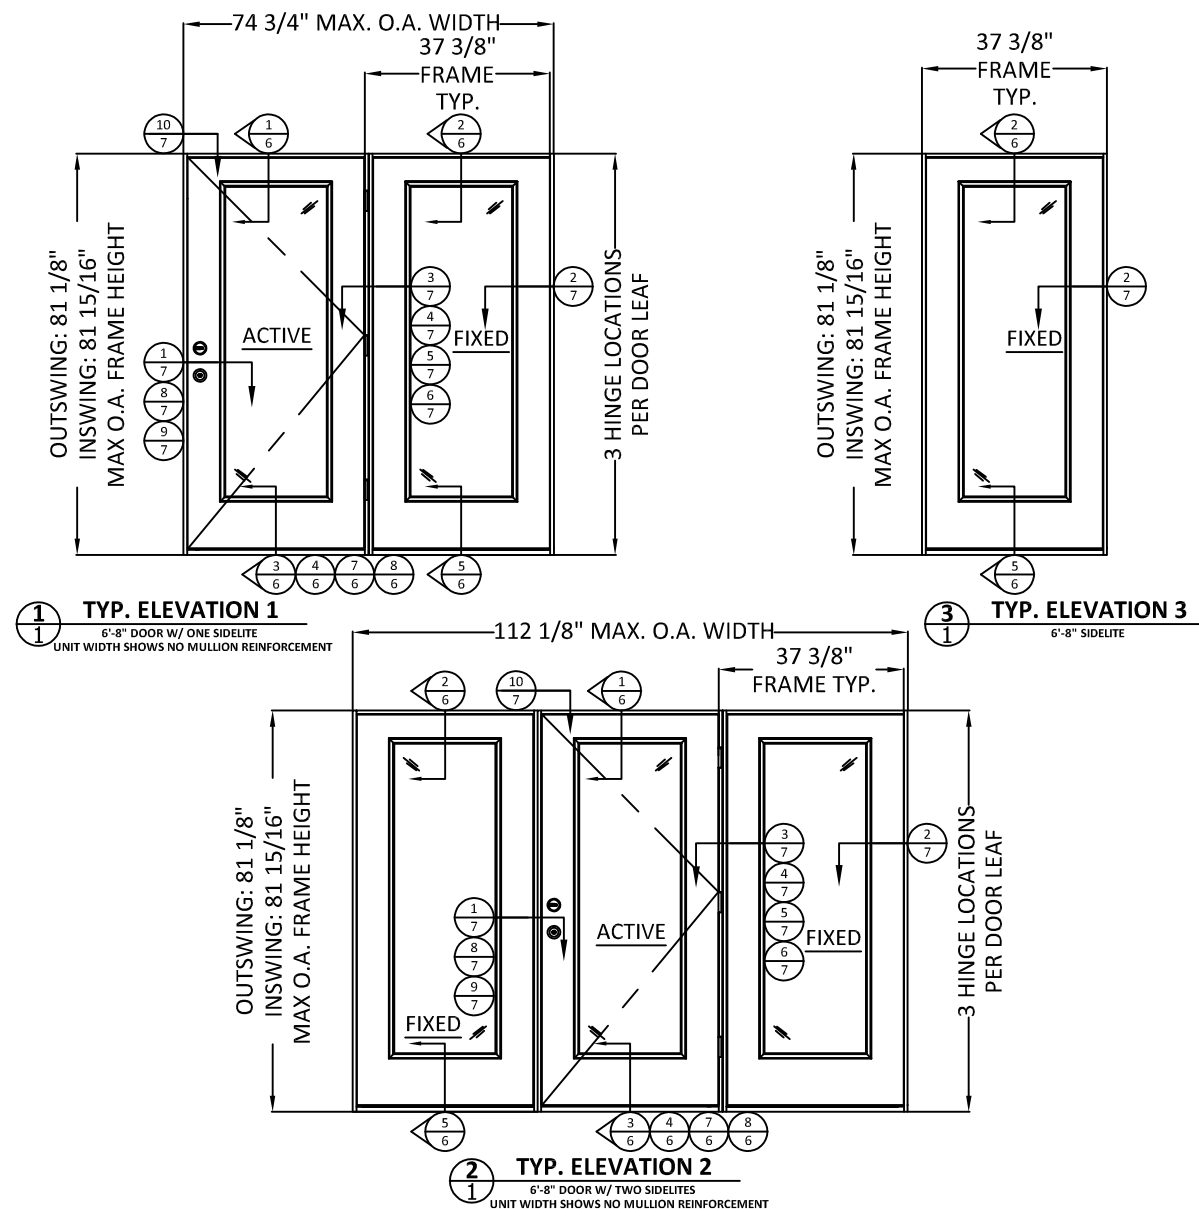 74 3/4" MAX. O.A. WIDTH
37 3/8"
FRAME
TYP.
10
7
1
6
2
6
OUTSWING: 81 1/8"
INSWING: 81 15/16"
MAX O.A. FRAME HEIGHT
3
7
4
7
5
7
6
7
2
7
ACTIVE
FIXED
1
7
8
7
9
7
3 HINGE LOCATIONS
PER DOOR LEAF
3
6
4
6
7
6
8
6
5
6
1
1
TYP. ELEVATION 1
6'-8" DOOR W/ ONE SIDELITE
UNIT WIDTH SHOWS NO MULLION REINFORCEMENT
37 3/8"
FRAME
TYP.
2
6
OUTSWING: 81 1/8"
INSWING: 81 15/16"
MAX O.A. FRAME HEIGHT
2
7
FIXED
5
6
3
1
TYP. ELEVATION 3
6'-8" SIDELITE
112 1/8" MAX. O.A. WIDTH
37 3/8"
FRAME TYP.
2
6
10
7
1
6
OUTSWING: 81 1/8"
INSWING: 81 15/16"
MAX O.A. FRAME HEIGHT
3
7
4
7
5
7
6
7
2
7
1
7
8
7
9
7
ACTIVE
FIXED
FIXED
3 HINGE LOCATIONS
PER DOOR LEAF
5
6
3
6
4
6
7
6
8
6
2
1
TYP. ELEVATION 2
6'-8" DOOR W/ TWO SIDELITES
UNIT WIDTH SHOWS NO MULLION REINFORCEMENT